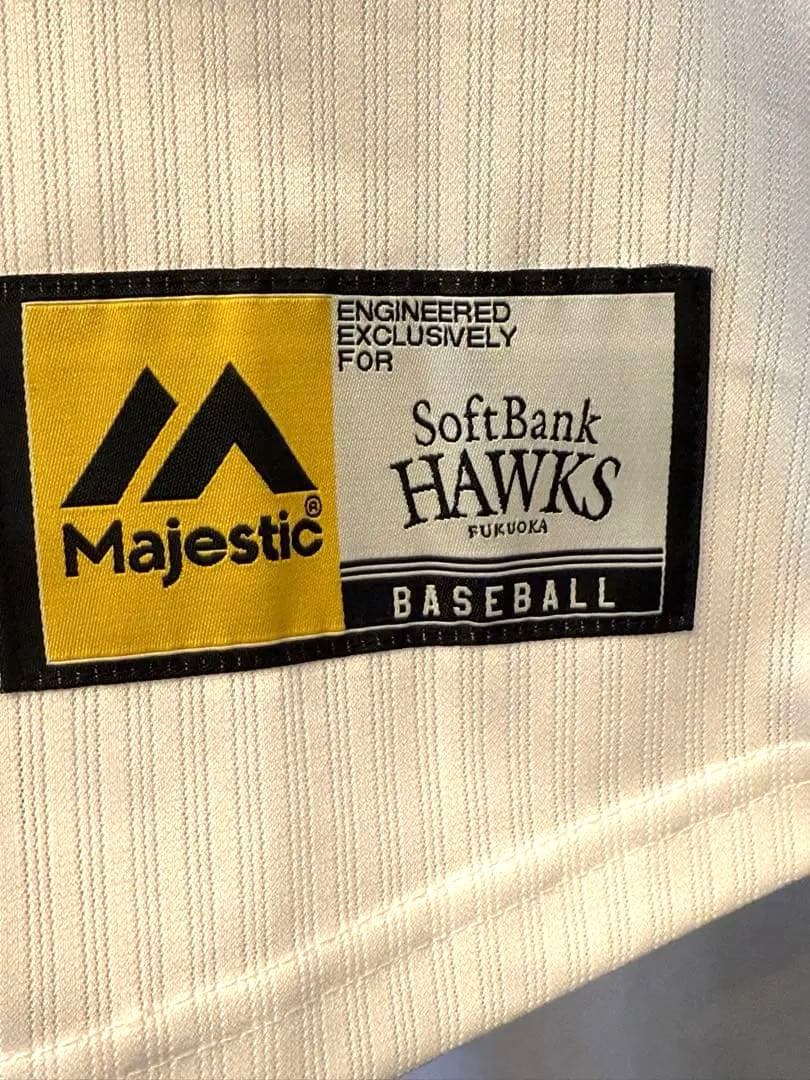 Majestic®
ENGINEERED
EXCLUSIVELY
FOR
SoftBank
HAWKS
FUKUOKA
BASEBALL